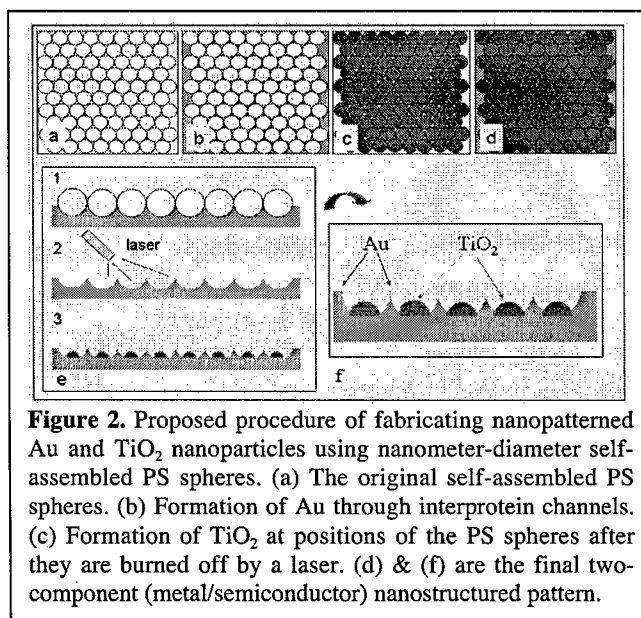 a
b
c
d
1
2
laser
3
e
Au
TiO₂
f
Figure 2. Proposed procedure of fabricating nanopatterned
Au and TiO₂ nanoparticles using nanometer-diameter self-
assembled PS spheres. (a) The original self-assembled PS
spheres. (b) Formation of Au through interprotein channels.
(c) Formation of TiO₂ at positions of the PS spheres after
they are burned off by a laser. (d) & (f) are the final two-
component (metal/semiconductor) nanostructured pattern.